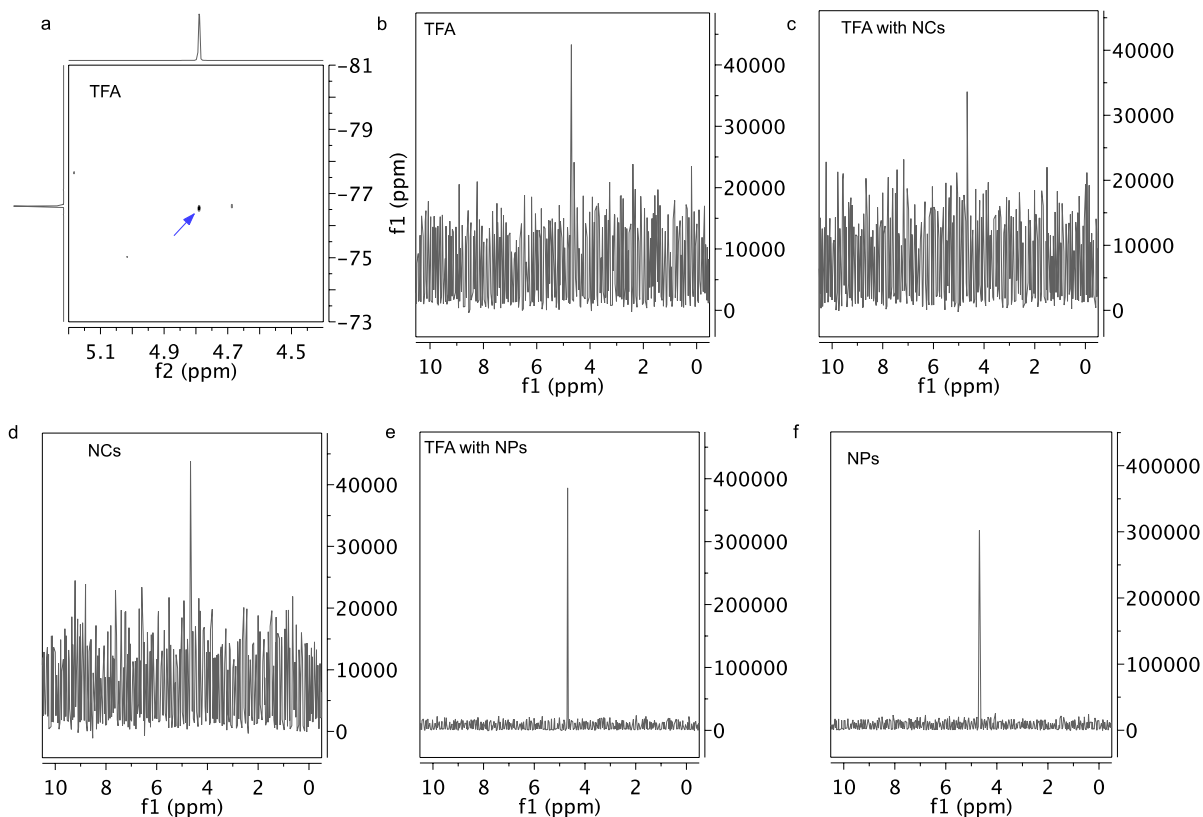 a
TFA
-81
-79
-77
-75
-73
5.1 4.9 4.7 4.5
f2 (ppm)
b
TFA
f1 (ppm)
40000
30000
20000
10000
0
10 8 6 4 2 0
f1 (ppm)
c
TFA with NCs
40000
30000
20000
10000
0
10 8 6 4 2 0
f1 (ppm)
d
NCs
40000
30000
20000
10000
0
10 8 6 4 2 0
f1 (ppm)
e
TFA with NPs
400000
300000
200000
100000
0
10 8 6 4 2 0
f1 (ppm)
f
NPs
400000
300000
200000
100000
0
10 8 6 4 2 0
f1 (ppm)